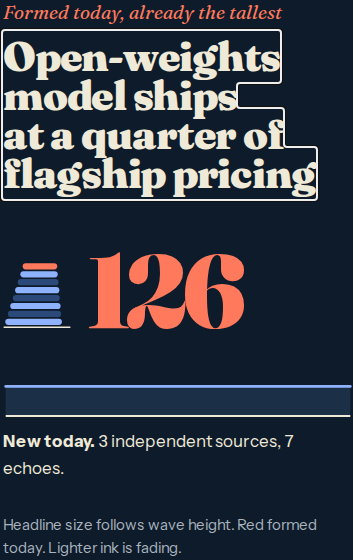 Formed today, already the tallest
Open-weights
model ships
at a quarter of
flagship pricing
126
New today. 3 independent sources, 7
echoes.
Headline size follows wave height. Red formed
today. Lighter ink is fading.